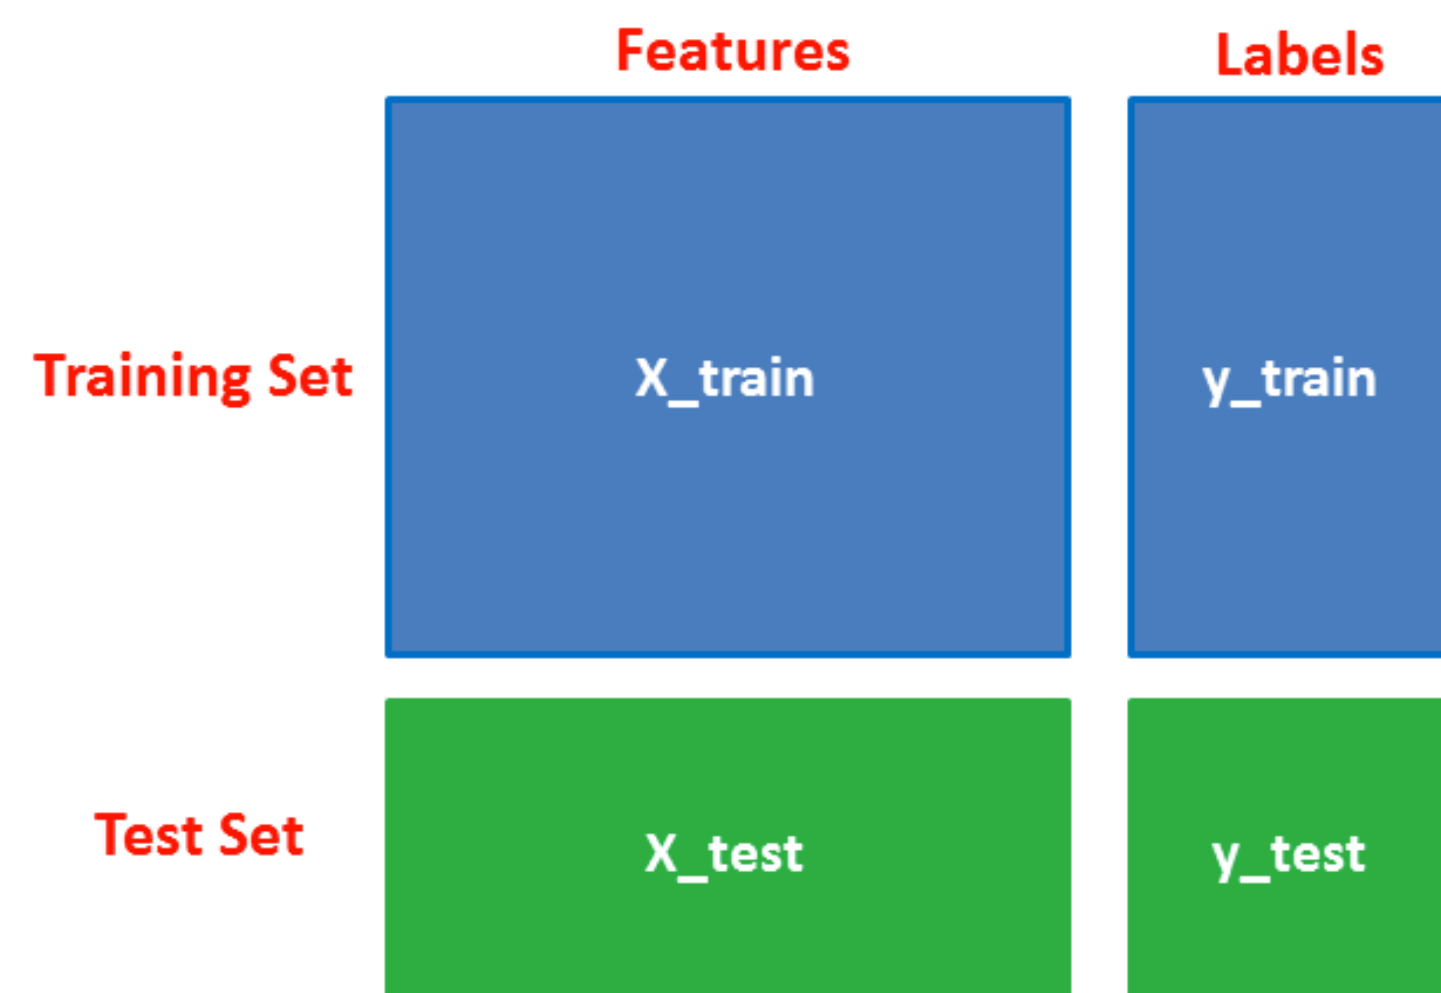 Features
Labels
Training Set
X_train
y_train
Test Set
X_test
y_test